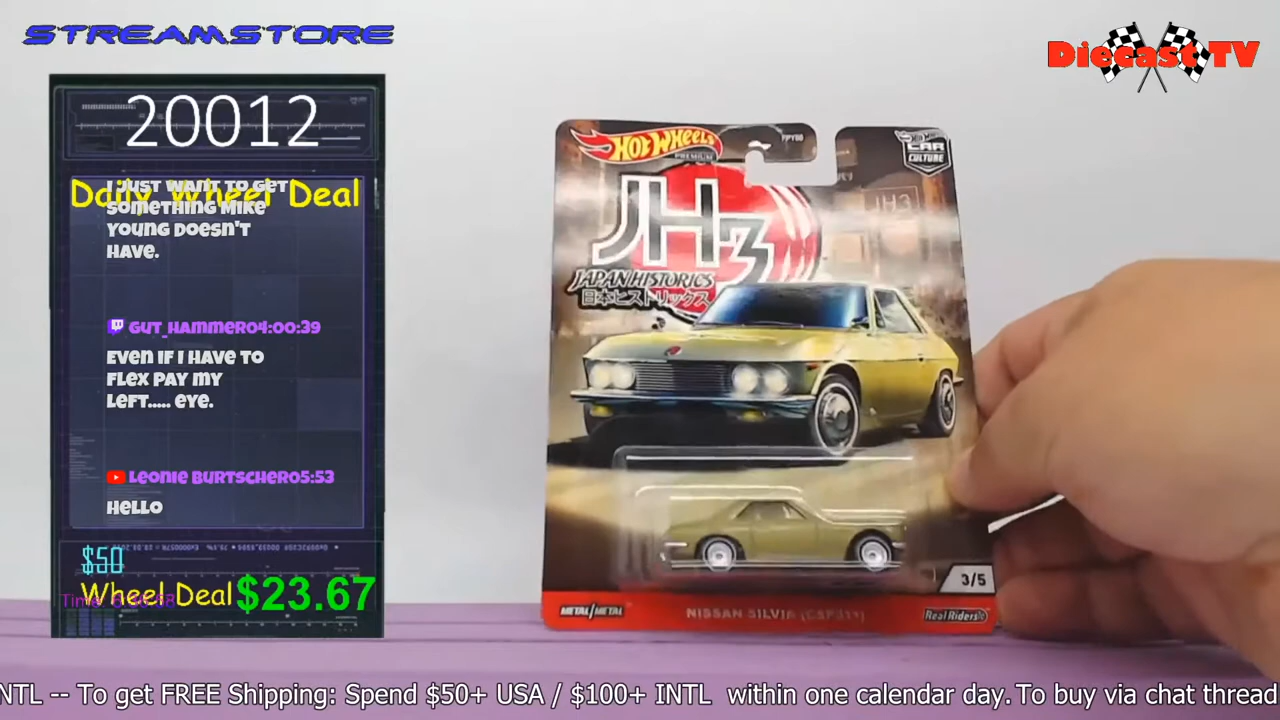 STREAMSTORE
Diecast TV
20012
Daily Wheel Deal
I JUST WANT TO GET
SOMETHING MIKE
YOUNG DOESN'T
HAVE.
GUT_HAMMER04:00:39
EVEN IF I HAVE TO
FLEX PAY MY
LEFT..... EYE.
LEONIE BURTSCHER05:53
HELLO
$50
Wheel Deal
$23.67
HOT WHEELS
PREMIUM
FPY86
CAR
CULTURE
JH3
JH3
JAPAN HISTORICS
日本ヒストリックス
3/5
METAL/METAL
NISSAN SILVIA (CSP311)
Real Riders
NTL -- To get FREE Shipping: Spend $50+ USA / $100+ INTL within one calendar day. To buy via chat thread